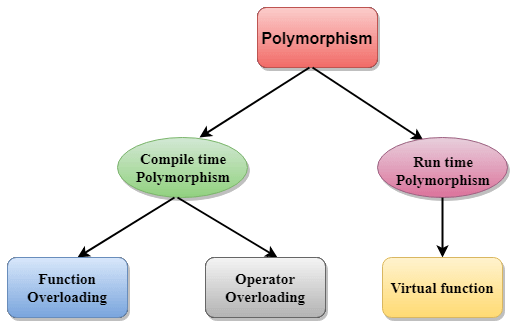 Polymorphism
Compile time
Polymorphism
Run time
Polymorphism
Function
Overloading
Operator
Overloading
Virtual function